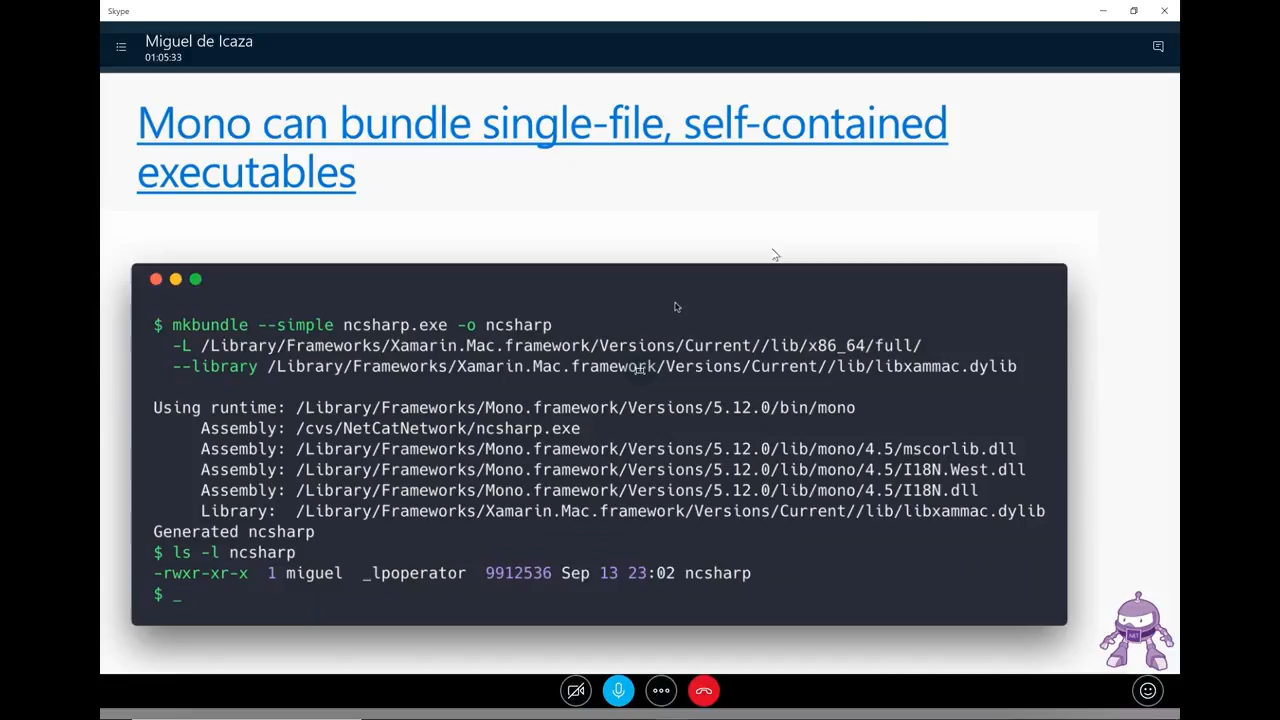 Skype
Miguel de Icaza
01:05:33
Mono can bundle single-file, self-contained
executables
$ mkbundle --simple ncsharp.exe -o ncsharp
-L /Library/Frameworks/Xamarin.Mac.framework/Versions/Current//lib/x86_64/full/
--library /Library/Frameworks/Xamarin.Mac.framework/Versions/Current//lib/libxammac.dylib
Using runtime: /Library/Frameworks/Mono.framework/Versions/5.12.0/bin/mono
Assembly: /cvs/NetCatNetwork/ncsharp.exe
Assembly: /Library/Frameworks/Mono.framework/Versions/5.12.0/lib/mono/4.5/mscorlib.dll
Assembly: /Library/Frameworks/Mono.framework/Versions/5.12.0/lib/mono/4.5/I18N.West.dll
Assembly: /Library/Frameworks/Mono.framework/Versions/5.12.0/lib/mono/4.5/I18N.dll
Library: /Library/Frameworks/Xamarin.Mac.framework/Versions/Current//lib/libxammac.dylib
Generated ncsharp
$ ls -l ncsharp
-rwxr-xr-x 1 miguel _lpoperator 9912536 Sep 13 23:02 ncsharp
$ _
.NET